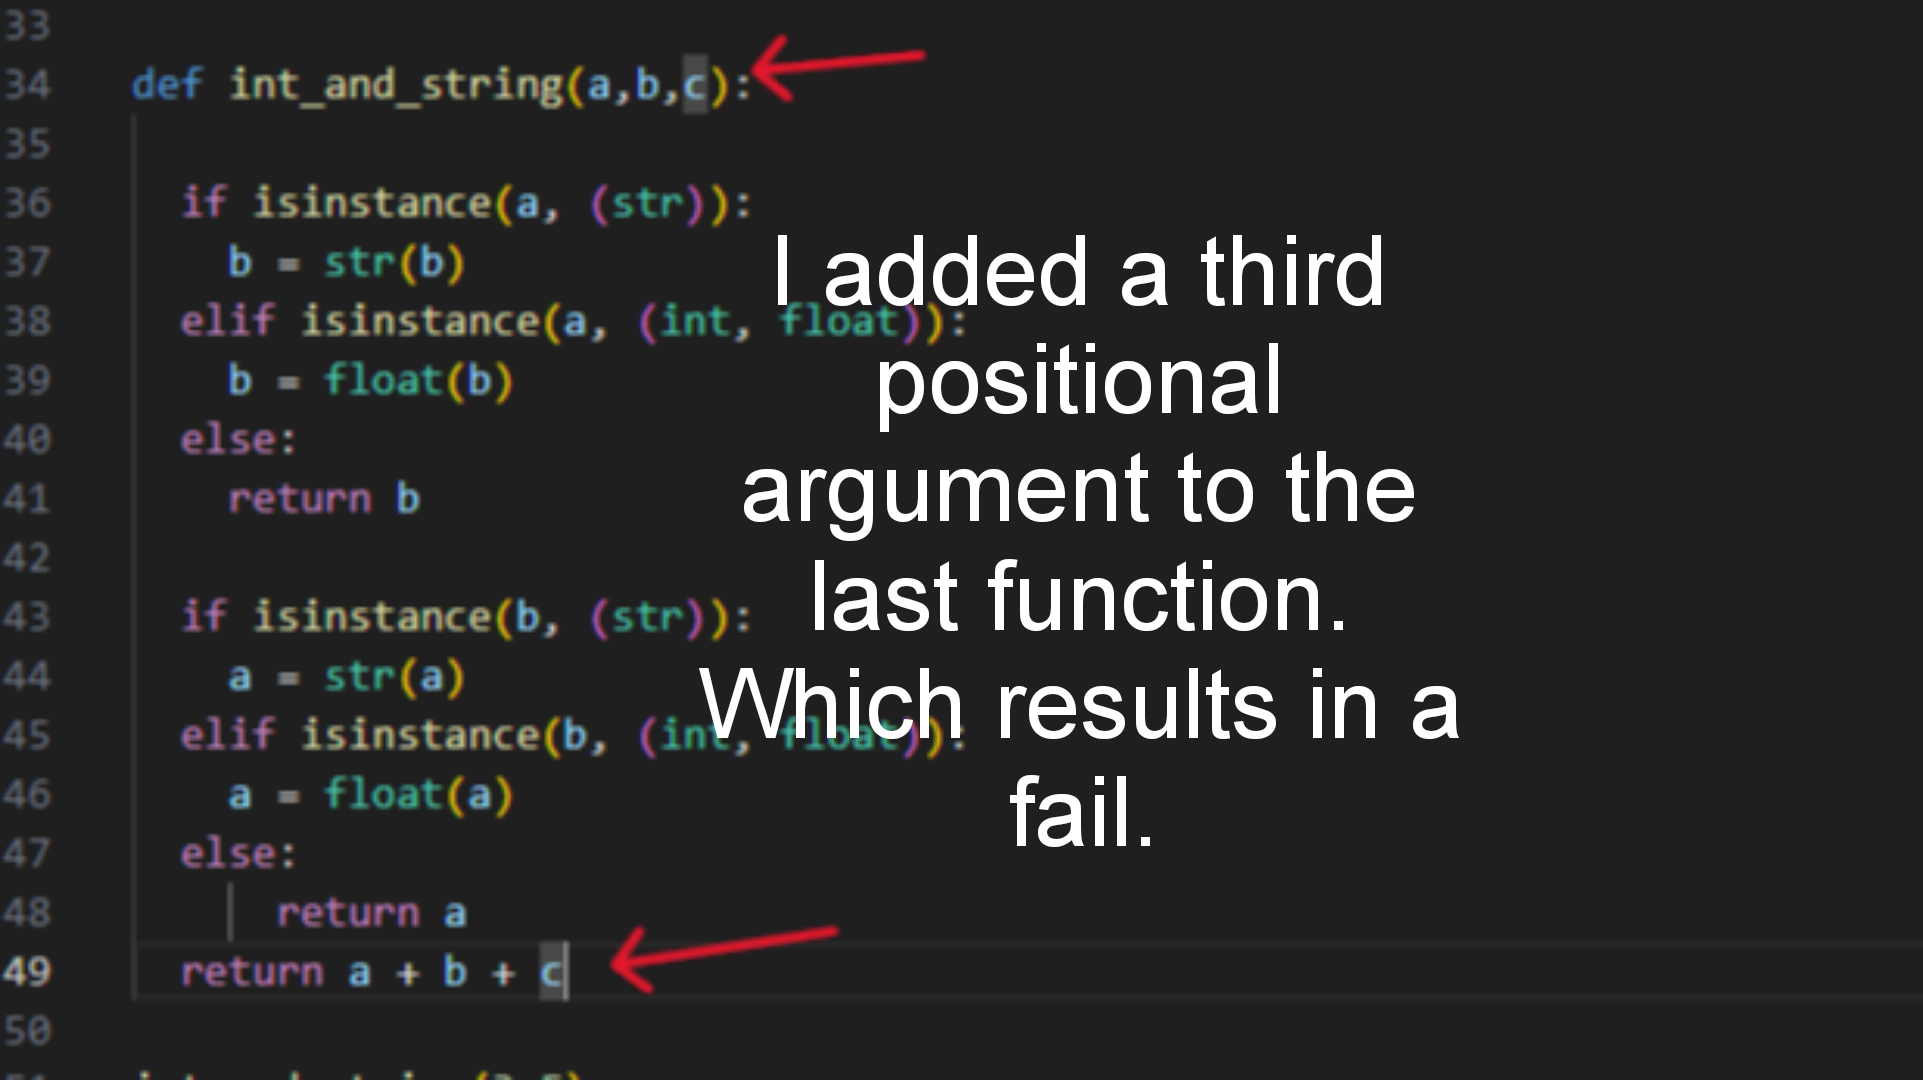 33
34 def int_and_string(a,b,c):
35
36 if isinstance(a, (str)):
37 b = str(b)
38 elif isinstance(a, (int, float)):
39 b = float(b)
40 else:
41 return b
42
43 if isinstance(b, (str)):
44 a = str(a)
45 elif isinstance(b, (int, float)):
46 a = float(a)
47 else:
48 return a
49 return a + b + c
50
I added a third
positional
argument to the
last function.
Which results in a
fail.